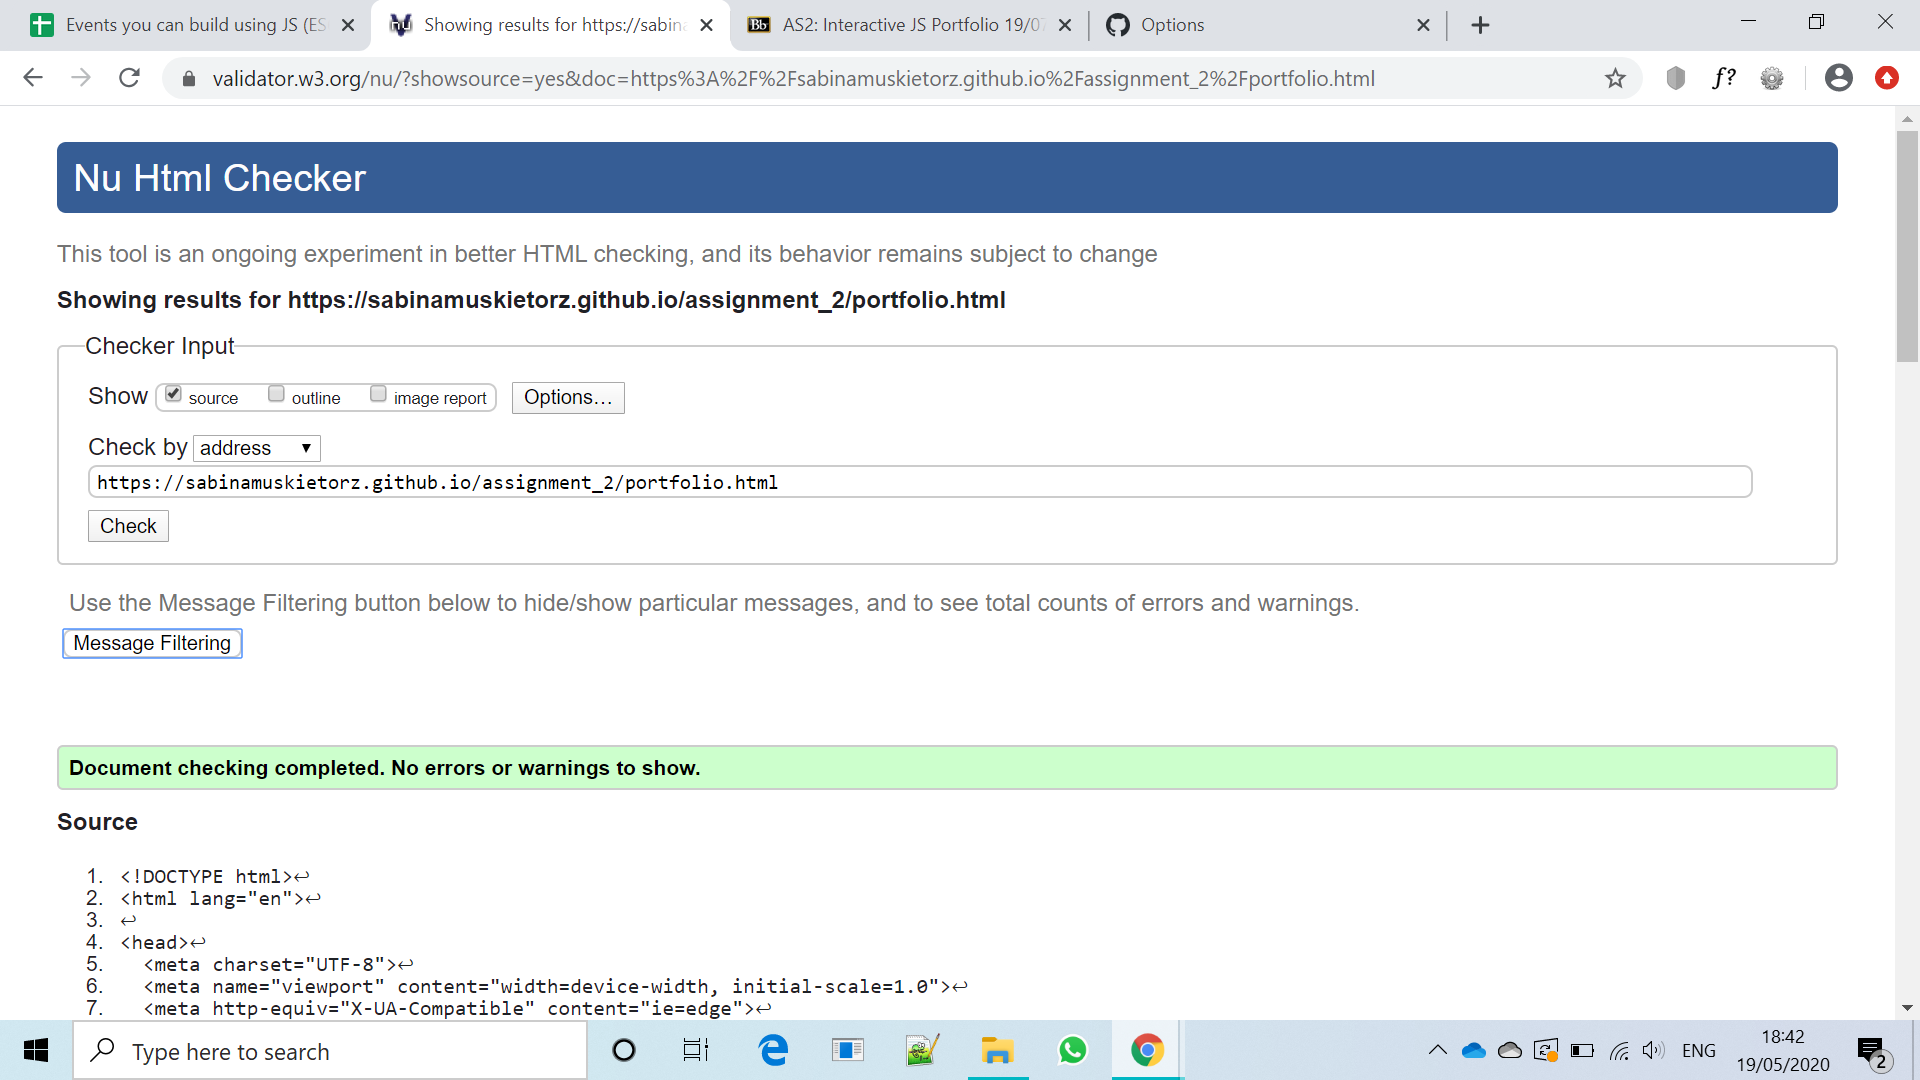 Events you can build using JS (ES
Showing results for https://sabina
Bb AS2: Interactive JS Portfolio 19/07
Options
validator.w3.org/nu/?showsource=yes&doc=https%3A%2F%2Fsabinamuskietorz.github.io%2Fassignment_2%2Fportfolio.html
f?
Nu Html Checker
This tool is an ongoing experiment in better HTML checking, and its behavior remains subject to change
Showing results for https://sabinamuskietorz.github.io/assignment_2/portfolio.html
Checker Input
Show source outline image report Options...
Check by address
https://sabinamuskietorz.github.io/assignment_2/portfolio.html
Check
Use the Message Filtering button below to hide/show particular messages, and to see total counts of errors and warnings.
Message Filtering
Document checking completed. No errors or warnings to show.
Source
1. <!DOCTYPE html>↩
2. <html lang="en">↩
3. ↩
4. <head>↩
5. <meta charset="UTF-8">↩
6. <meta name="viewport" content="width=device-width, initial-scale=1.0">↩
7. <meta http-equiv="X-UA-Compatible" content="ie=edge">↩
Type here to search
ENG
18:42
19/05/2020
2